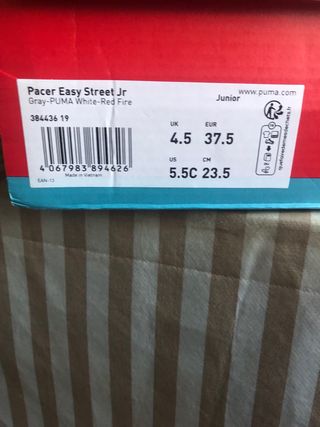 Pacer Easy Street Jr
Gray-PUMA White-Red Fire
Junior
www.puma.com
384436 19
UK EUR
4.5 37.5
US CM
5.5C 23.5
4 067983 894626
EAN-13
Made in Vietnam